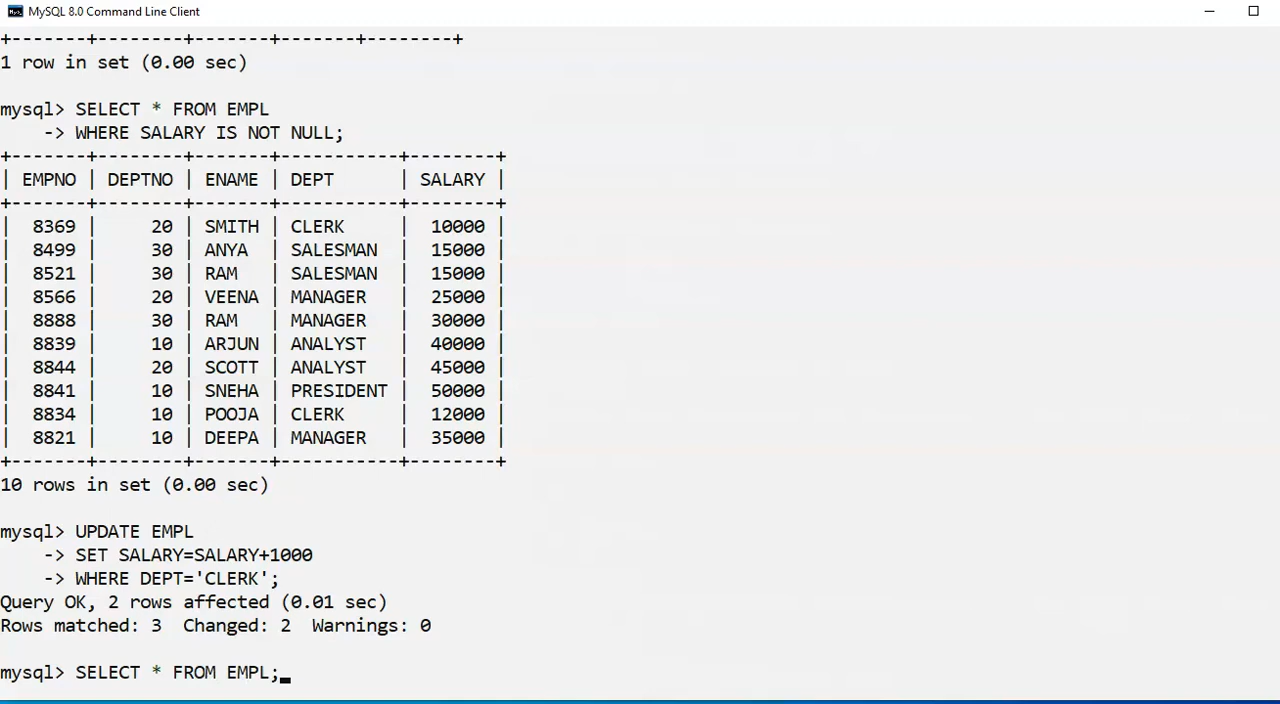 MySQL 8.0 Command Line Client
+-------+--------+-------+-------+--------+
1 row in set (0.00 sec)
mysql> SELECT * FROM EMPL
    -> WHERE SALARY IS NOT NULL;
+-------+--------+-------+-----------+--------+
| EMPNO | DEPTNO | ENAME | DEPT      | SALARY |
+-------+--------+-------+-----------+--------+
|  8369 |     20 | SMITH | CLERK     |  10000 |
|  8499 |     30 | ANYA  | SALESMAN  |  15000 |
|  8521 |     30 | RAM   | SALESMAN  |  15000 |
|  8566 |     20 | VEENA | MANAGER   |  25000 |
|  8888 |     30 | RAM   | MANAGER   |  30000 |
|  8839 |     10 | ARJUN | ANALYST   |  40000 |
|  8844 |     20 | SCOTT | ANALYST   |  45000 |
|  8841 |     10 | SNEHA | PRESIDENT |  50000 |
|  8834 |     10 | POOJA | CLERK     |  12000 |
|  8821 |     10 | DEEPA | MANAGER   |  35000 |
+-------+--------+-------+-----------+--------+
10 rows in set (0.00 sec)
mysql> UPDATE EMPL
    -> SET SALARY=SALARY+1000
    -> WHERE DEPT='CLERK';
Query OK, 2 rows affected (0.01 sec)
Rows matched: 3  Changed: 2  Warnings: 0
mysql> SELECT * FROM EMPL;